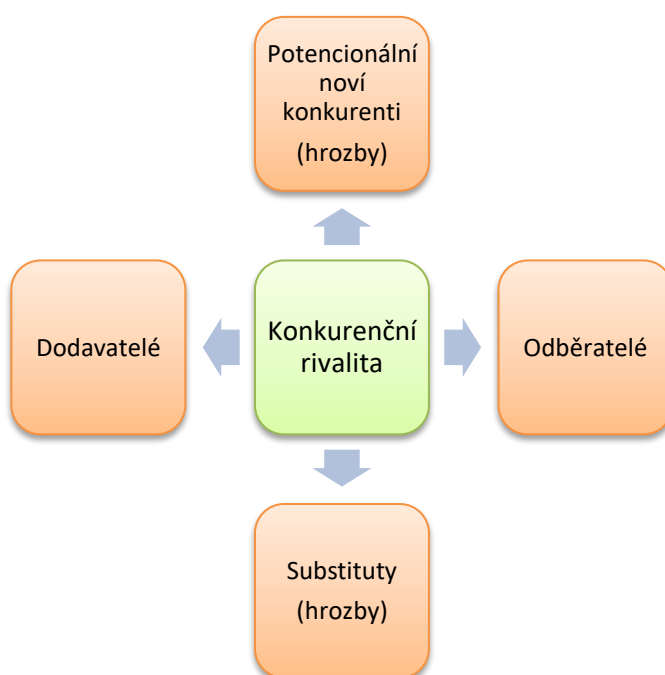 Potencionální
noví
konkurenti
(hrozby)
Dodavatelé
Konkurenční
rivalita
Odběratelé
Substituty
(hrozby)